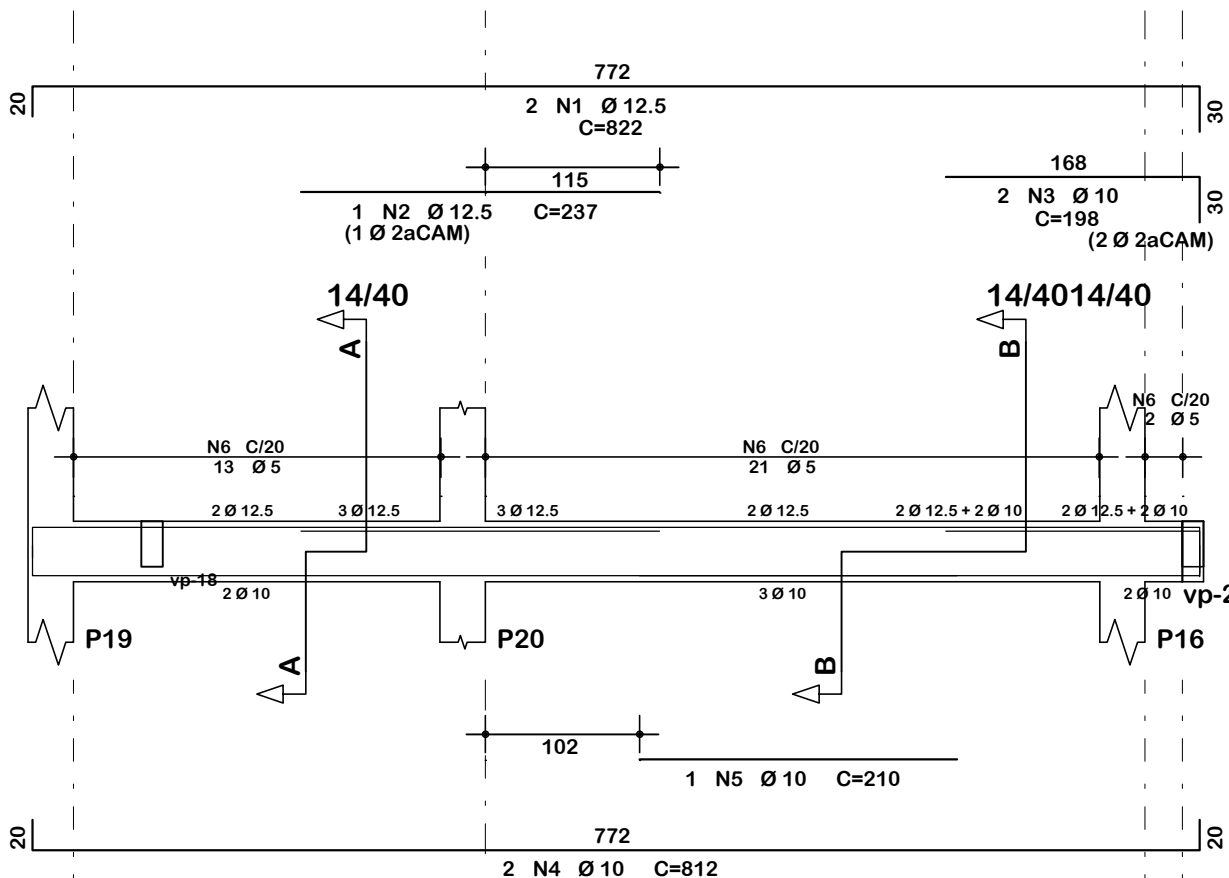 772
20
30
2 N1 Ø 12.5
C=822
115
168
1 N2 Ø 12.5 C=237
(1 Ø 2aCAM)
2 N3 Ø 10
C=198
30
(2 Ø 2aCAM)
14/40
14/4014/40
A
B
N6 C/20
13 Ø 5
N6 C/20
21 Ø 5
N6 C/20
2 Ø 5
2 Ø 12.5
3 Ø 12.5
3 Ø 12.5
2 Ø 12.5
2 Ø 12.5 + 2 Ø 10
2 Ø 12.5 + 2 Ø 10
vp-18
2 Ø 10
3 Ø 10
2 Ø 10
vp-2
P19
P20
P16
A
B
102
1 N5 Ø 10 C=210
20
772
20
2 N4 Ø 10 C=812